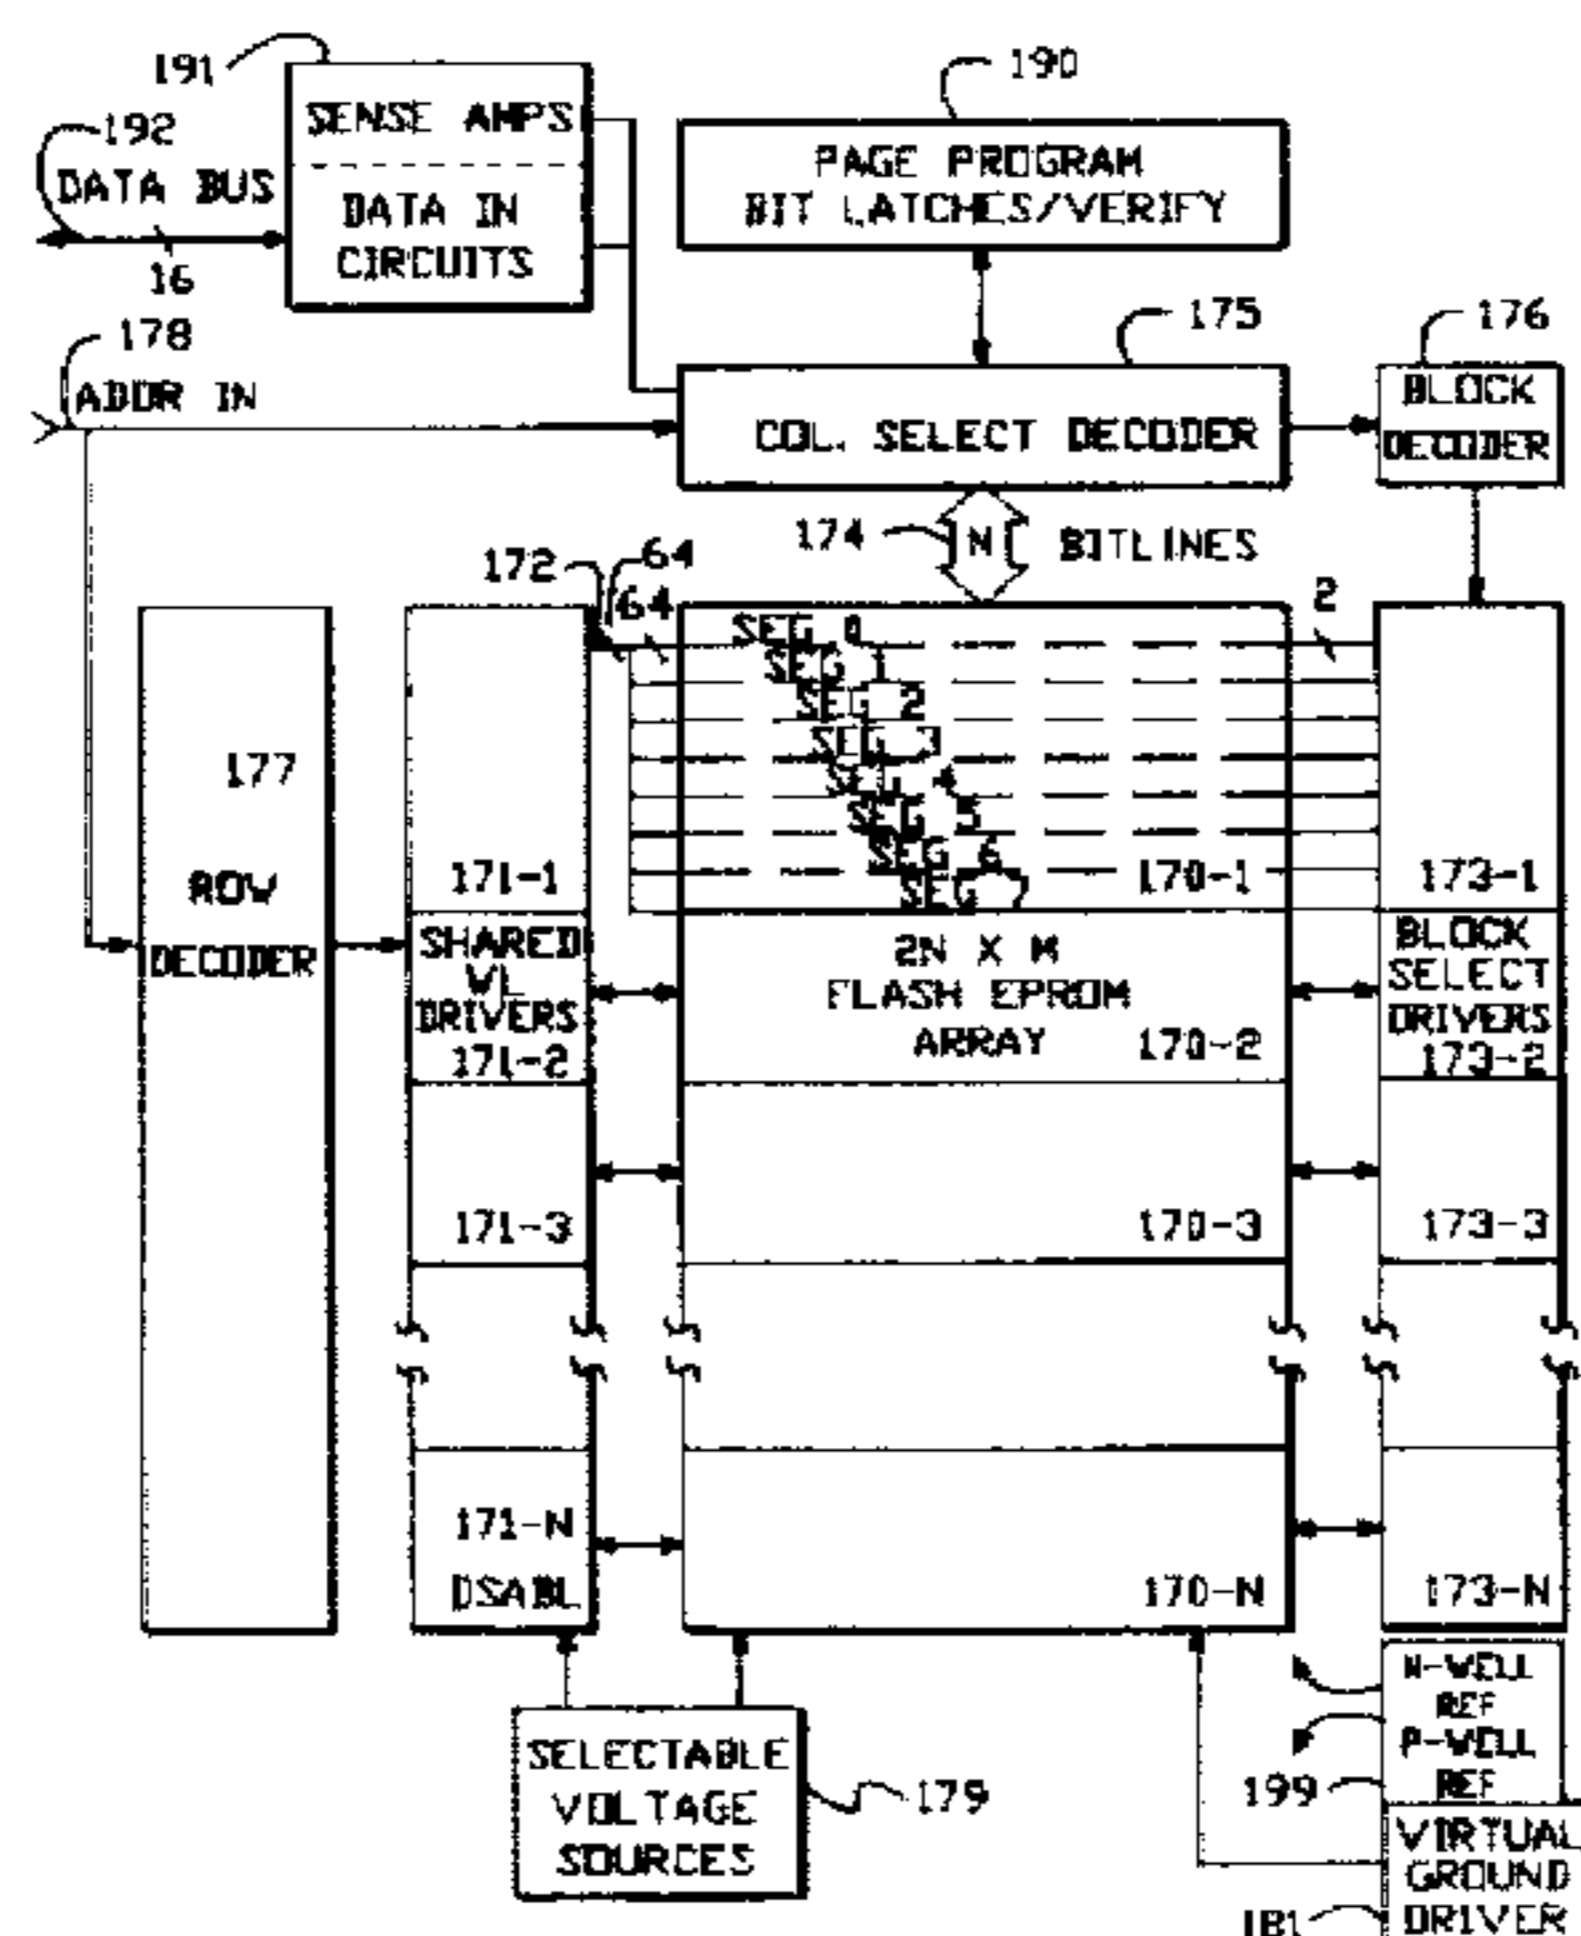 191
SENSE AMPS
DATA IN
CIRCUITS
192
DATA BUS
16
190
PAGE PROGRAM
BIT LATCHES/VERIFY
178
ADDR IN
175
COL. SELECT DECODER
176
BLOCK
DECODER
174
N
BITLINES
172
64
64
2
SEG 0
SEG 1
SEG 2
SEG 3
SEG 4
SEG 5
SEG 6
SEG 7
177
ROW
DECODER
171-1
170-1
173-1
SHARED
WL
DRIVERS
171-2
2N X M
FLASH EPROM
ARRAY
170-2
BLOCK
SELECT
DRIVERS
173-2
171-3
170-3
173-3
171-N
DSABL
170-N
173-N
SELECTABLE
VOLTAGE
SOURCES
179
N-WELL
REF
P-WELL
REF
199
VIRTUAL
GROUND
DRIVER
181